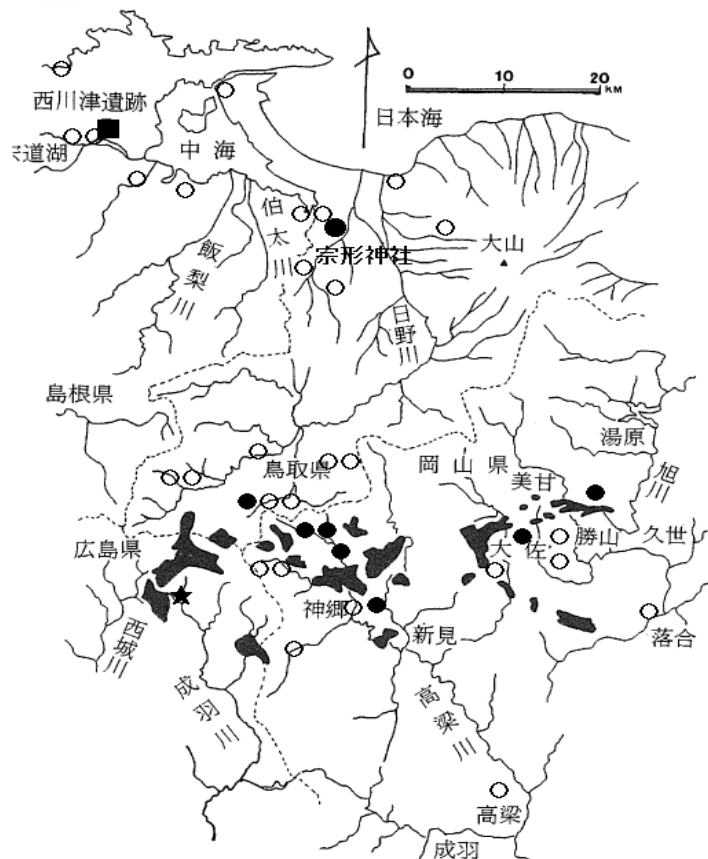 0 10 20
KM
西川津遺跡
日本海
宍道湖
中海
伯太川
飯梨川
宗形神社
大山
日野川
島根県
湯原
鳥取県
岡山県
旭川
美甘
広島県
大佐
勝山
久世
神郷
新見
落合
西城川
成羽川
高梁川
高梁
成羽